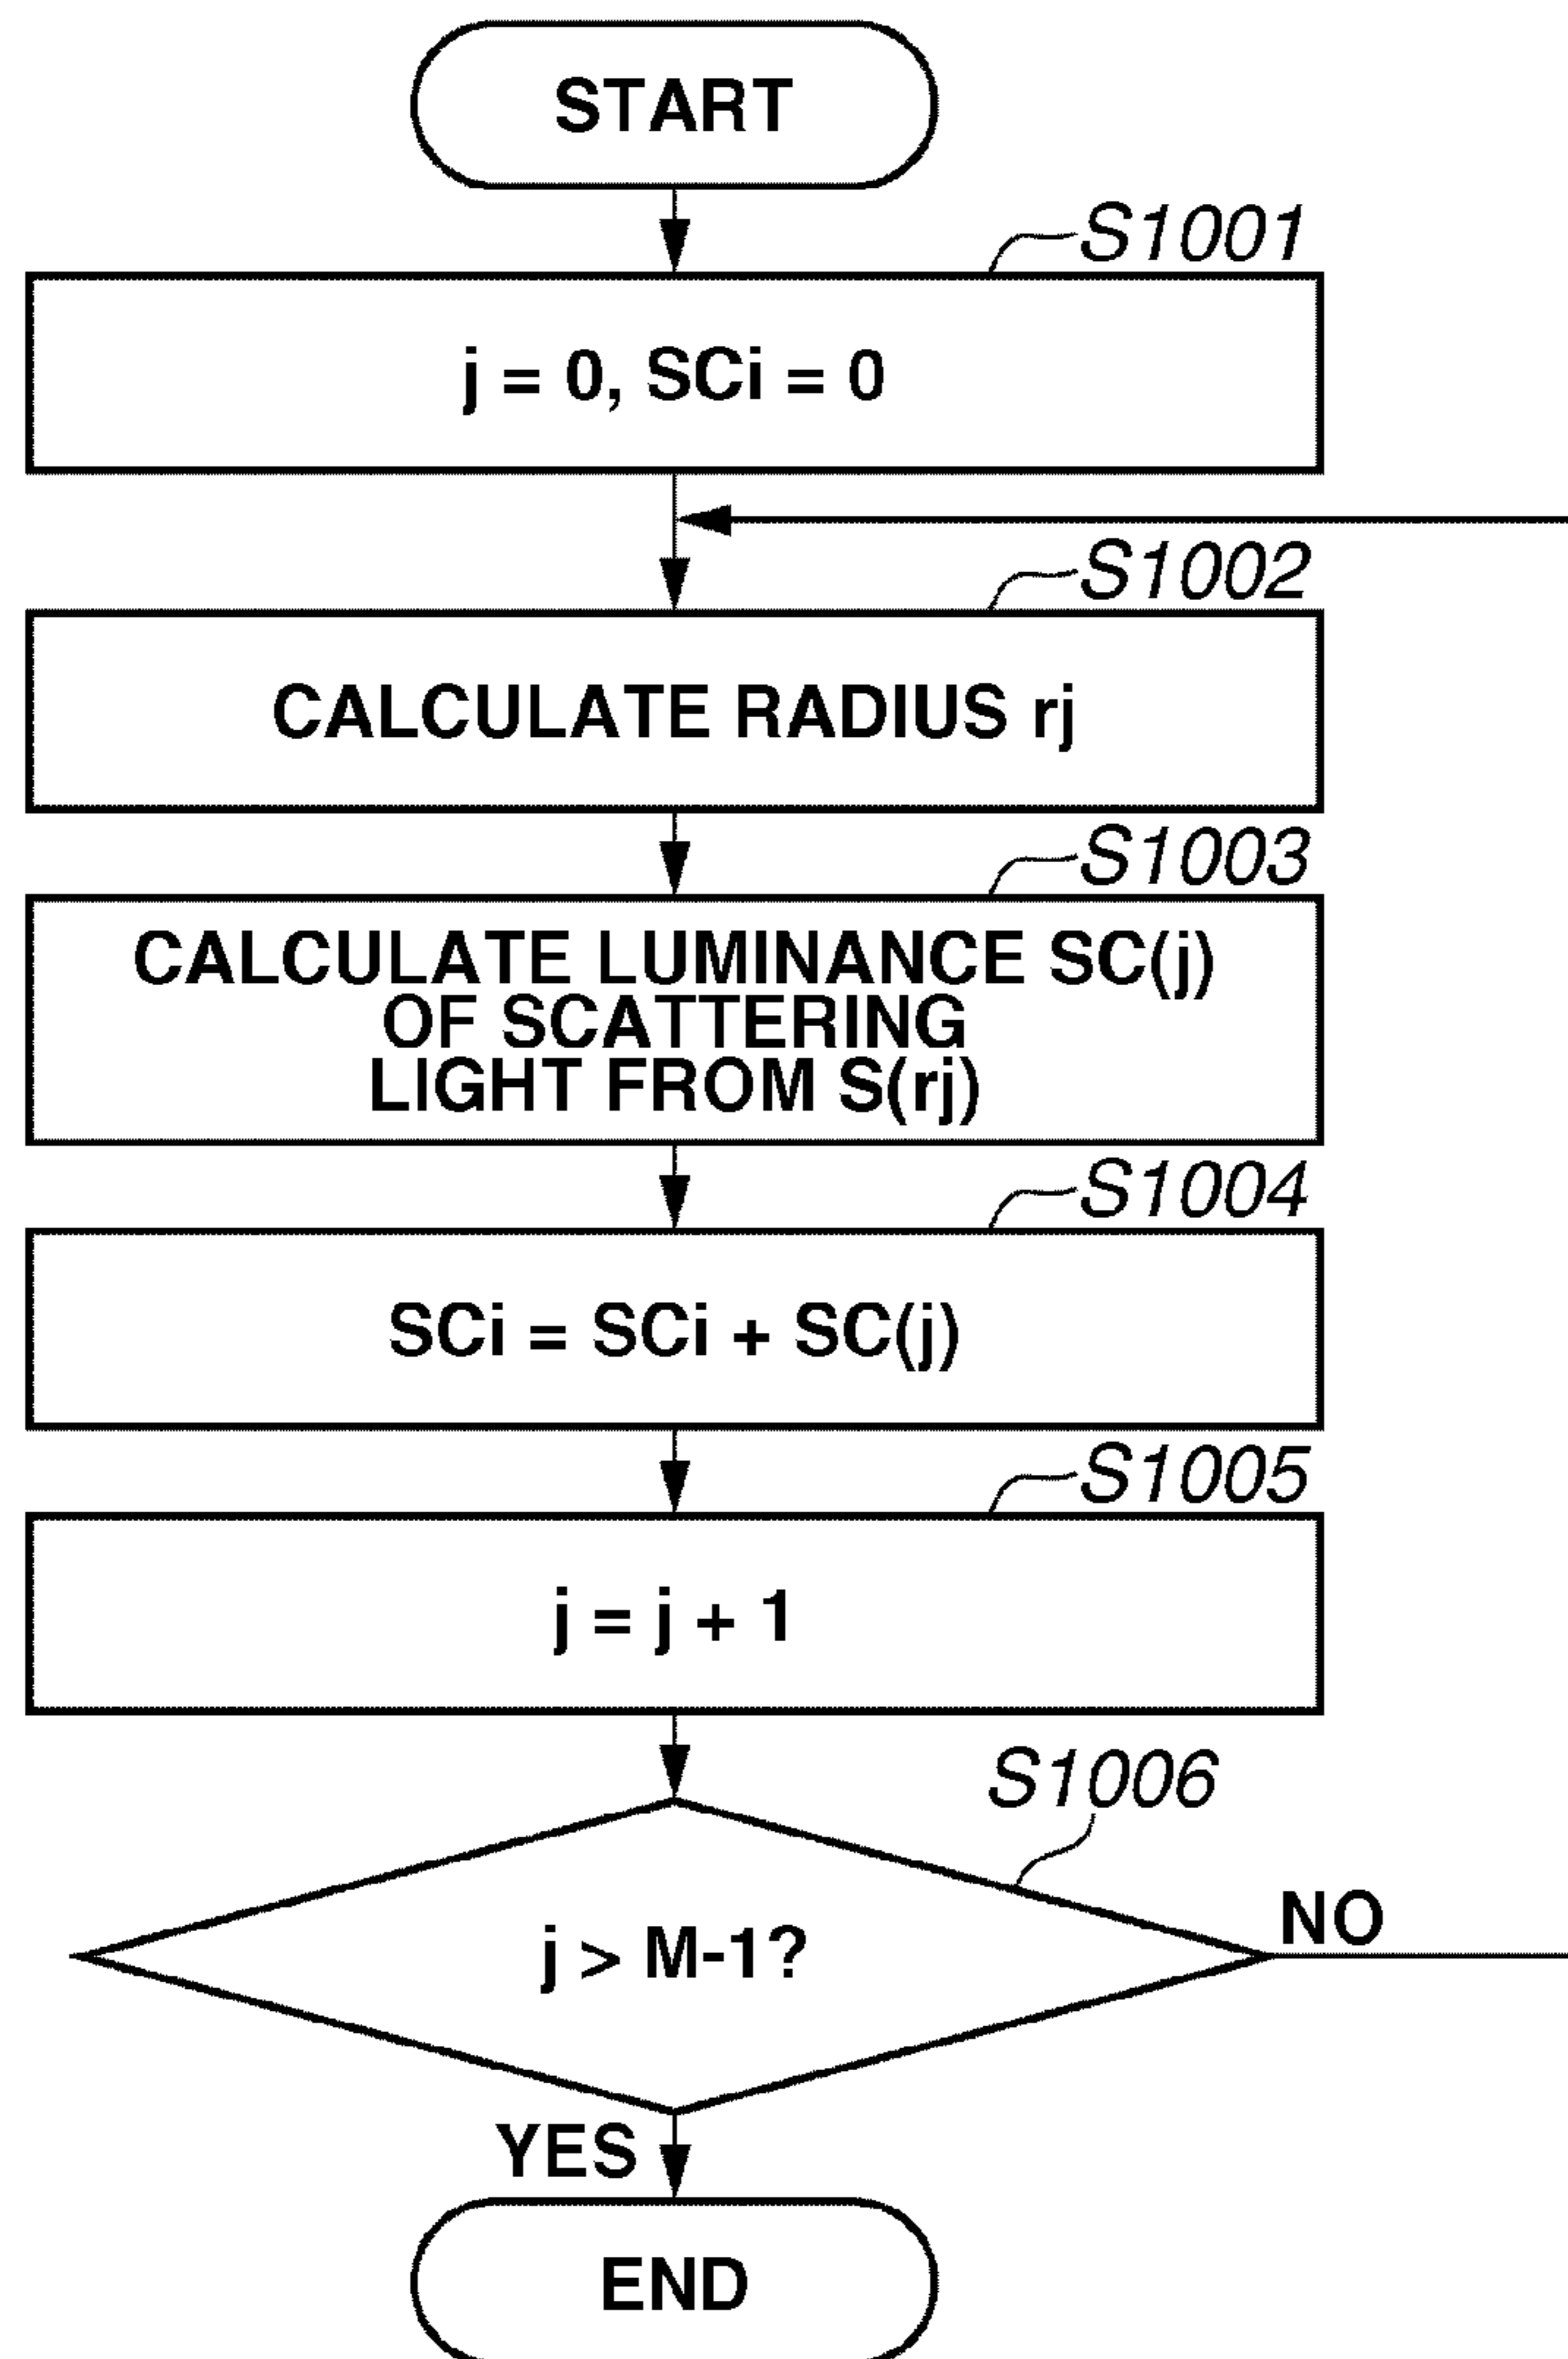 START
S1001
j = 0, SCi = 0
S1002
CALCULATE RADIUS rj
S1003
CALCULATE LUMINANCE SC(j)
OF SCATTERING
LIGHT FROM S(rj)
S1004
SCi = SCi + SC(j)
S1005
j = j + 1
S1006
j > M-1?
NO
YES
END